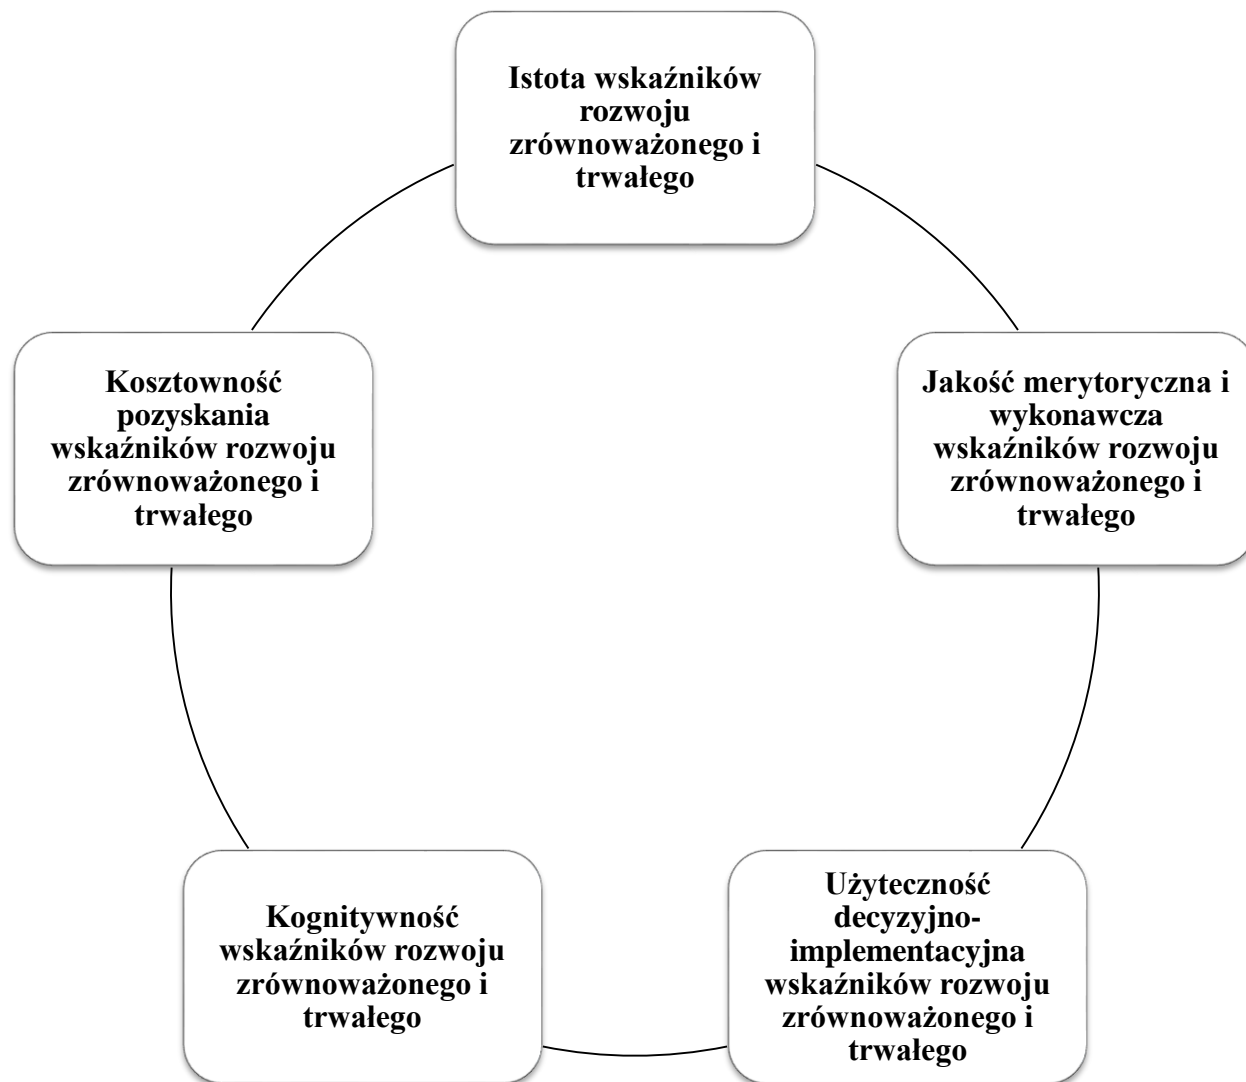 Istota wskaźników
rozwoju
zrównoważonego i
trwałego
Jakość merytoryczna i
wykonawcza
wskaźników rozwoju
zrównoważonego i
trwałego
Użyteczność
decyzyjno-
implementacyjna
wskaźników rozwoju
zrównoważonego i
trwałego
Kognitywność
wskaźników rozwoju
zrównoważonego i
trwałego
Kosztowność
pozyskania
wskaźników rozwoju
zrównoważonego i
trwałego